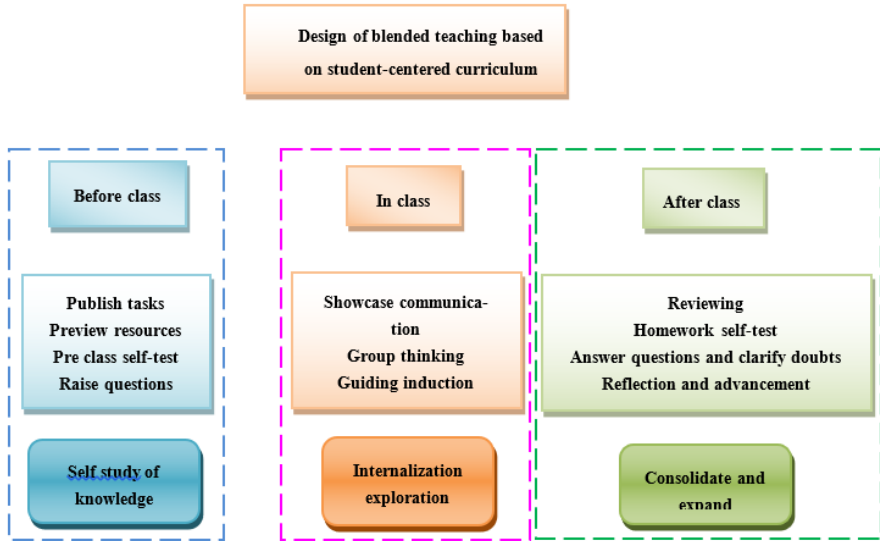 Design of blended teaching based
on student-centered curriculum
Before class
Publish tasks
Preview resources
Pre class self-test
Raise questions
Self study of
knowledge
In class
Showcase communica-
tion
Group thinking
Guiding induction
Internalization
exploration
After class
Reviewing
Homework self-test
Answer questions and clarify doubts
Reflection and advancement
Consolidate and
expand